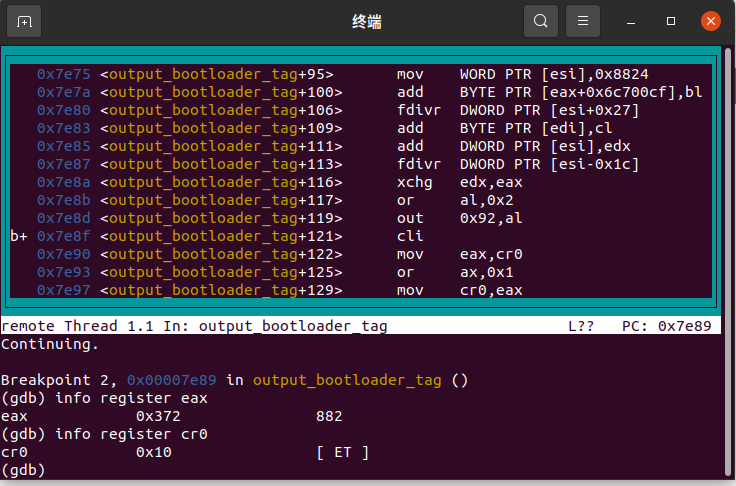 终端
0x7e75 <output_bootloader_tag+95> mov WORD PTR [esi],0x8824
0x7e7a <output_bootloader_tag+100> add BYTE PTR [eax+0x6c700cf],bl
0x7e80 <output_bootloader_tag+106> fdivr DWORD PTR [esi+0x27]
0x7e83 <output_bootloader_tag+109> add BYTE PTR [edi],cl
0x7e85 <output_bootloader_tag+111> add DWORD PTR [esi],edx
0x7e87 <output_bootloader_tag+113> fdivr DWORD PTR [esi-0x1c]
0x7e8a <output_bootloader_tag+116> xchg edx,eax
0x7e8b <output_bootloader_tag+117> or al,0x2
0x7e8d <output_bootloader_tag+119> out 0x92,al
b+ 0x7e8f <output_bootloader_tag+121> cli
0x7e90 <output_bootloader_tag+122> mov eax,cr0
0x7e93 <output_bootloader_tag+125> or ax,0x1
0x7e97 <output_bootloader_tag+129> mov cr0,eax
remote Thread 1.1 In: output_bootloader_tag L?? PC: 0x7e89
Continuing.
Breakpoint 2, 0x00007e89 in output_bootloader_tag ()
(gdb) info register eax
eax 0x372 882
(gdb) info register cr0
cr0 0x10 [ ET ]
(gdb)